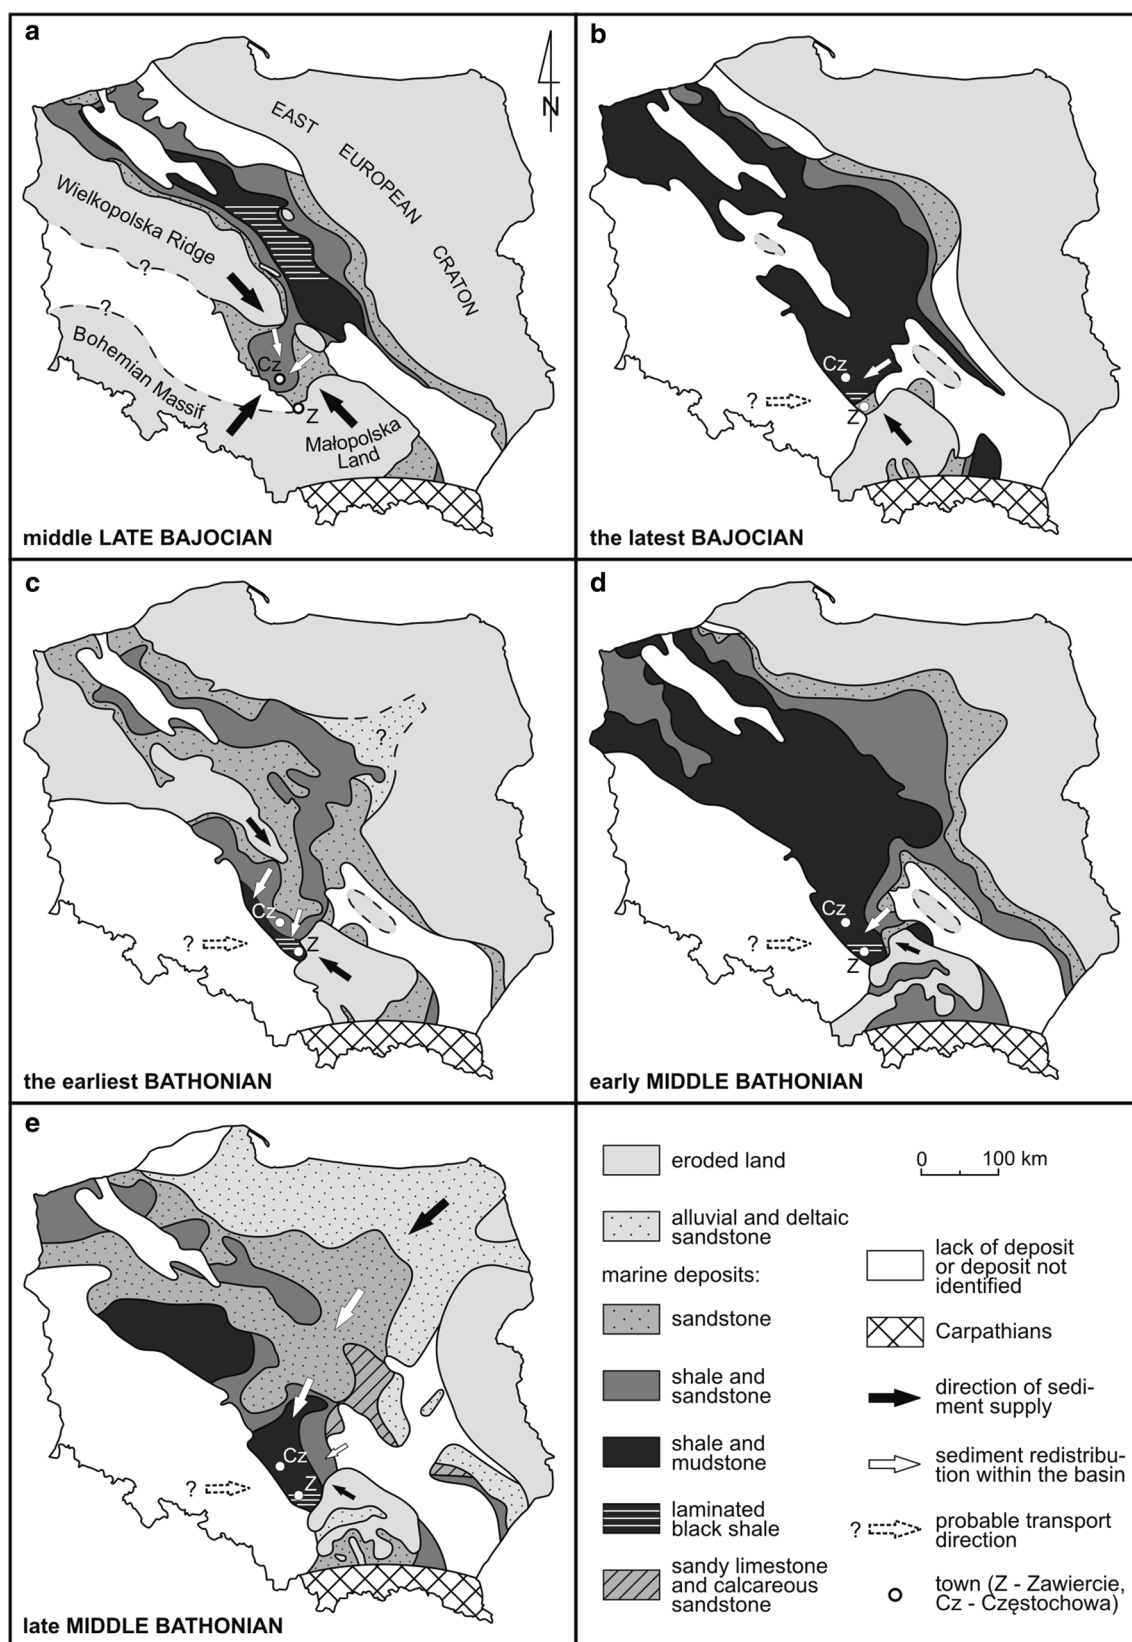 a
N
EAST
EUROPEAN
CRATON
Wielkopolska Ridge
?
?
Bohemian Massif
Cz
Z
Małopolska
Land
middle LATE BAJOCIAN
b
Cz
?
Z
the latest BAJOCIAN
c
?
Cz
?
Z
the earliest BATHONIAN
d
Cz
?
Z
early MIDDLE BATHONIAN
e
Cz
?
Z
late MIDDLE BATHONIAN
eroded land
alluvial and deltaic
sandstone
marine deposits:
sandstone
shale and
sandstone
shale and
mudstone
laminated
black shale
sandy limestone
and calcareous
sandstone
0 100 km
lack of deposit
or deposit not
identified
Carpathians
direction of sedi-
ment supply
sediment redistribu-
tion within the basin
?
probable transport
direction
town (Z - Zawiercie,
Cz - Częstochowa)